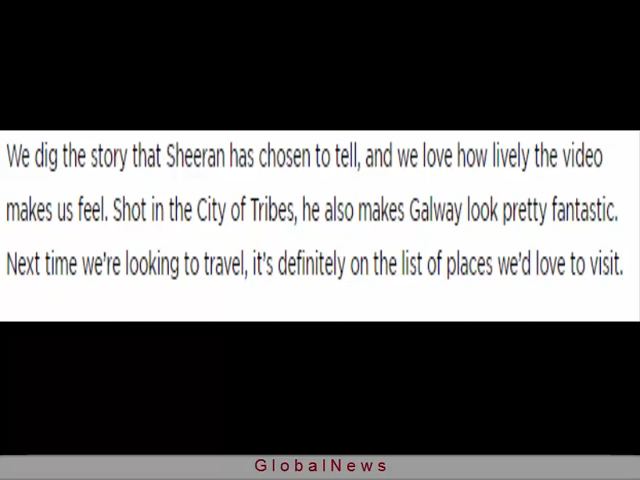 We dig the story that Sheeran has chosen to tell, and we love how lively the video
makes us feel. Shot in the City of Tribes, he also makes Galway look pretty fantastic.
Next time we're looking to travel, it's definitely on the list of places we'd love to visit.
GlobalNews